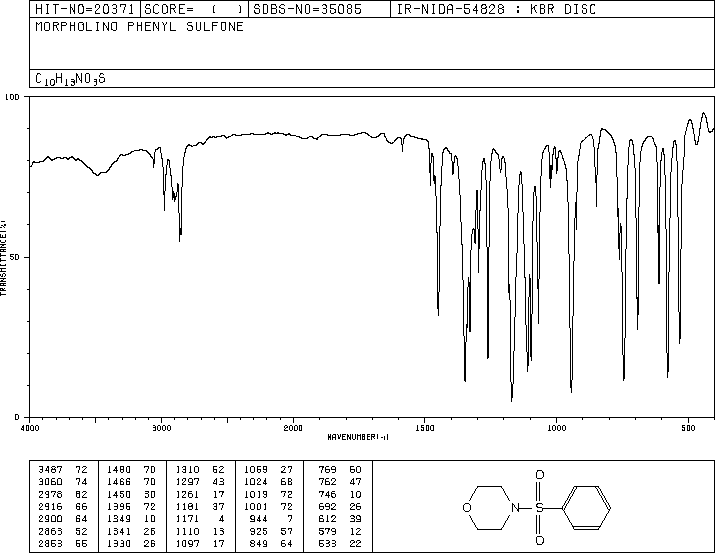 HIT-NO=20371 SCORE= ( ) SDBS-NO=35085 IR-NIDA-54828 : KBR DISC
MORPHOLINO PHENYL SULFONE
C10H13NO3S
100
50
0
TRANSMITTANCE(%)
4000 3000 2000 1500 1000 500
WAVENUMBER(-1)
3487 72 1480 70 1310 52 1069 27 769 60
3060 74 1466 70 1297 43 1024 68 762 47
2978 62 1450 30 1261 17 1019 72 746 10
2916 66 1396 72 1181 37 1001 72 692 26
2900 64 1349 10 1171 4 944 7 612 39
2869 52 1341 26 1110 13 925 57 579 12
2863 55 1330 26 1097 17 849 64 533 22
O
O N S
O